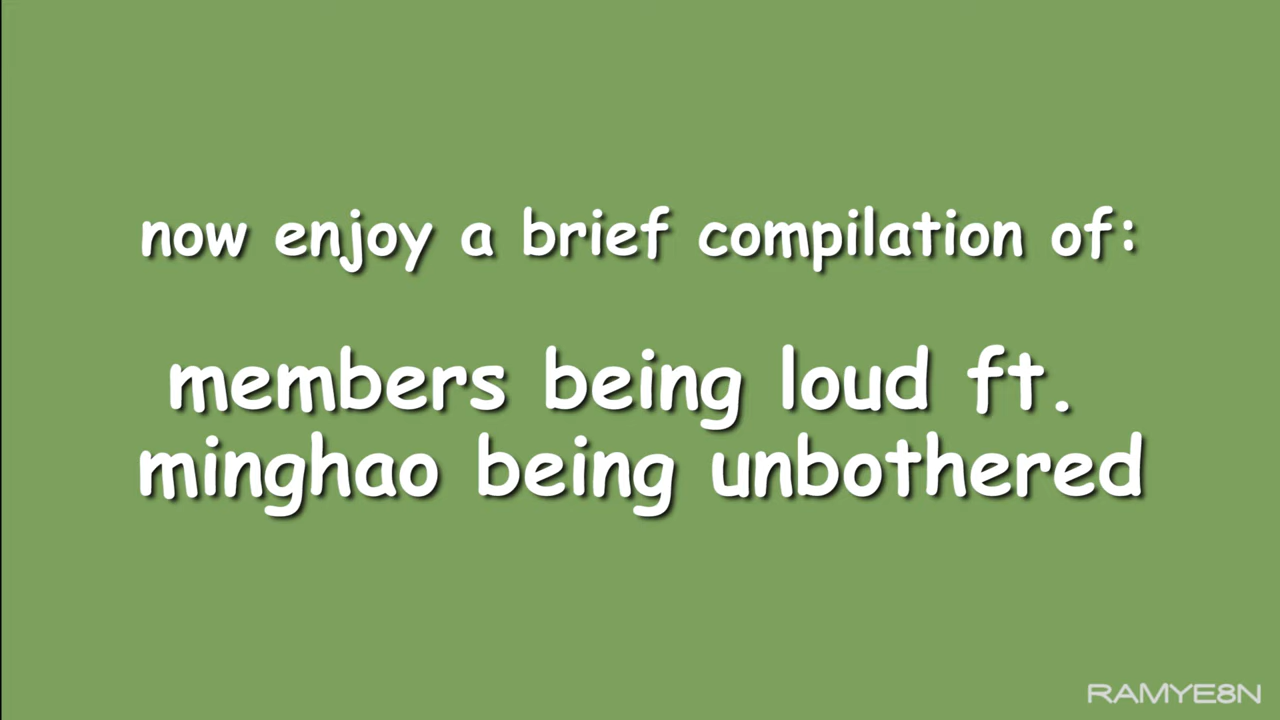 now enjoy a brief compilation of:
members being loud ft.
minghao being unbothered
RAMYE8N